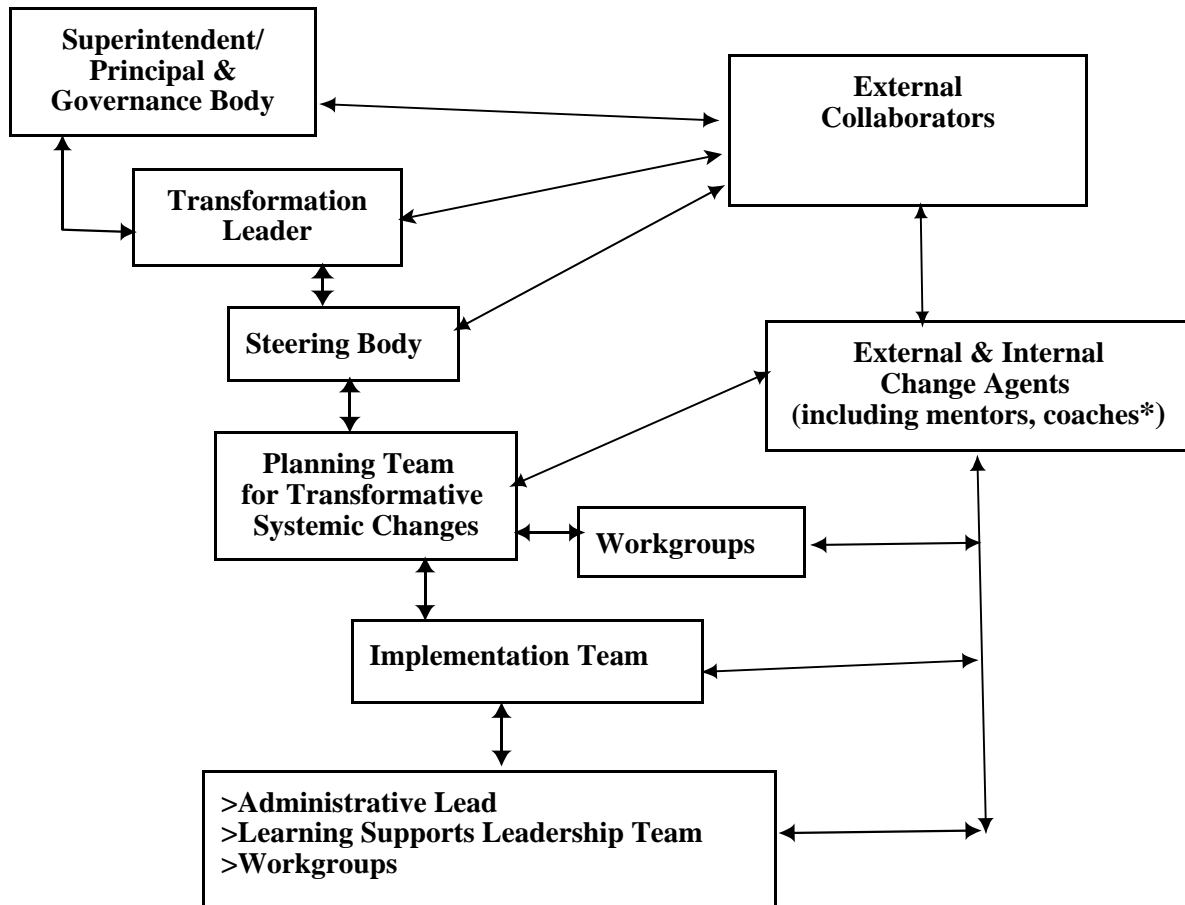 Superintendent/
Principal &
Governance Body
External
Collaborators
Transformation
Leader
Steering Body
External & Internal
Change Agents
(including mentors, coaches*)
Planning Team
for Transformative
Systemic Changes
Workgroups
Implementation Team
>Administrative Lead
>Learning Supports Leadership Team
>Workgroups